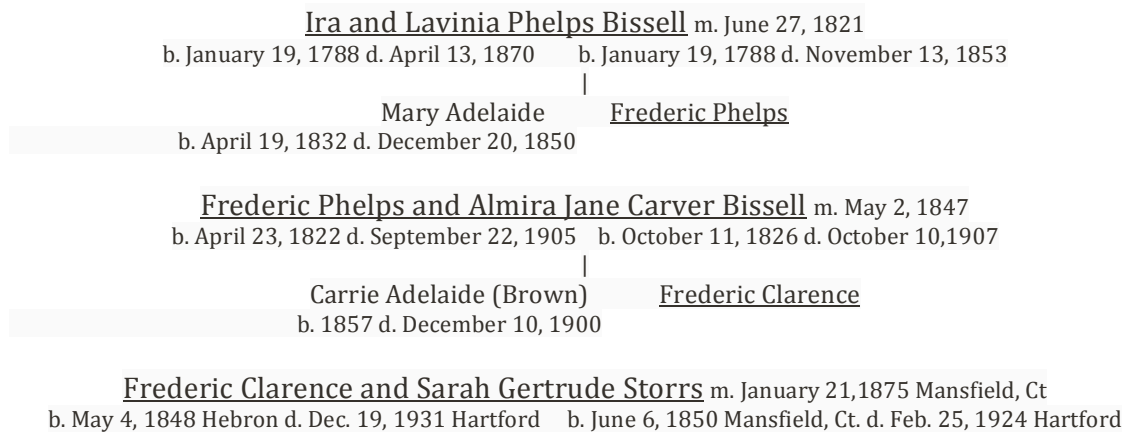 Ira and Lavinia Phelps Bissell m. June 27, 1821
b. January 19, 1788 d. April 13, 1870 b. January 19, 1788 d. November 13, 1853
|
Mary Adelaide Frederic Phelps
b. April 19, 1832 d. December 20, 1850
Frederic Phelps and Almira Jane Carver Bissell m. May 2, 1847
b. April 23, 1822 d. September 22, 1905 b. October 11, 1826 d. October 10,1907
|
Carrie Adelaide (Brown) Frederic Clarence
b. 1857 d. December 10, 1900
Frederic Clarence and Sarah Gertrude Storrs m. January 21,1875 Mansfield, Ct
b. May 4, 1848 Hebron d. Dec. 19, 1931 Hartford b. June 6, 1850 Mansfield, Ct. d. Feb. 25, 1924 Hartford